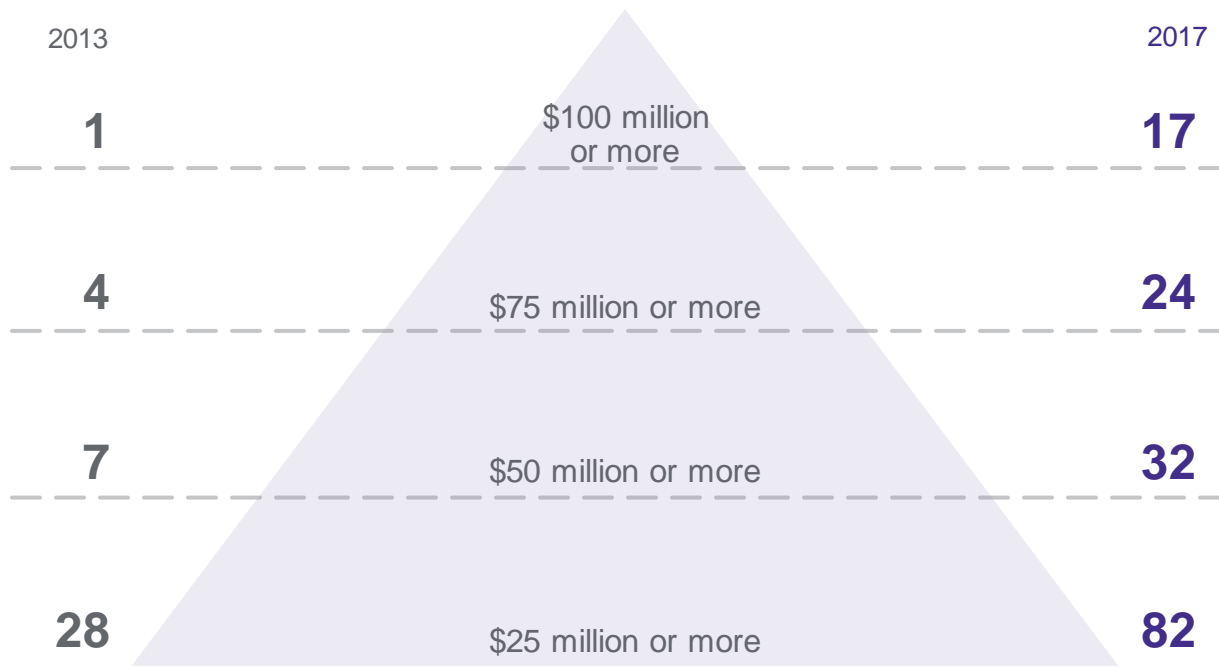 2013
2017
1
$100 million
or more
17
4
$75 million or more
24
7
$50 million or more
32
28
$25 million or more
82